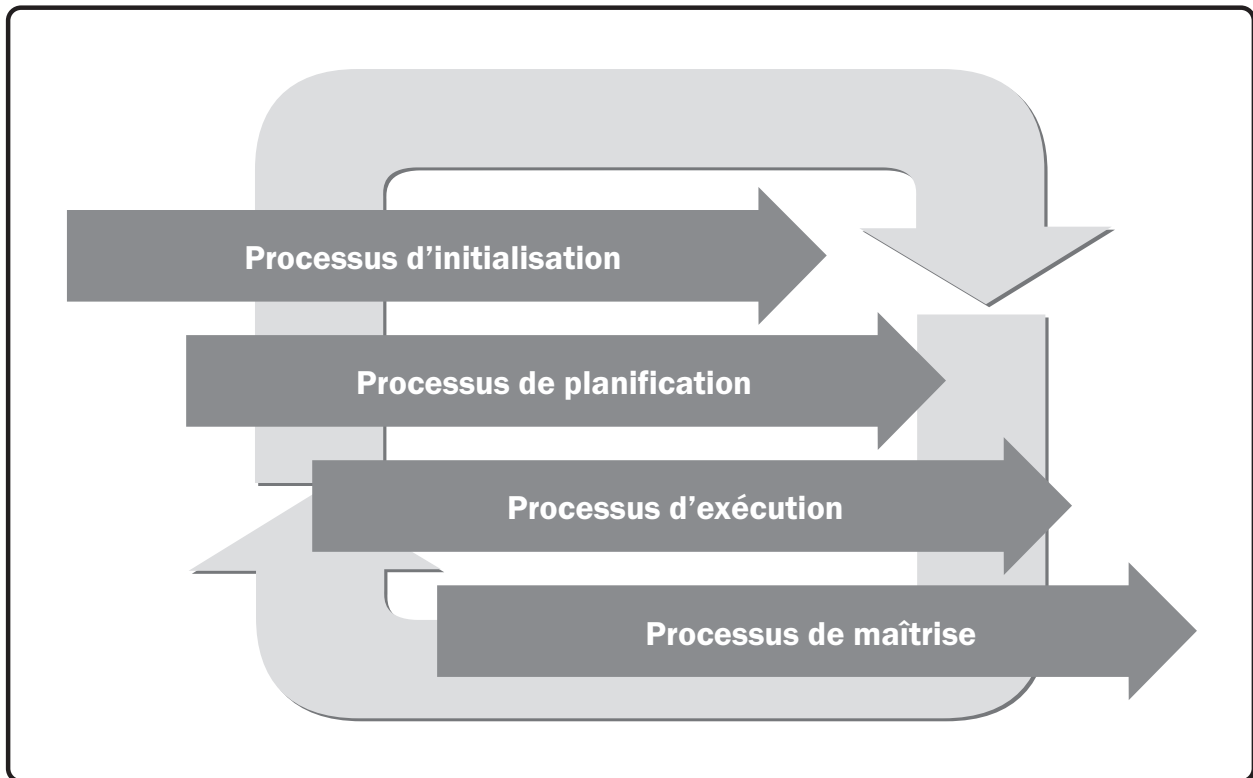 Processus d’initialisation
Processus de planification
Processus d’exécution
Processus de maîtrise